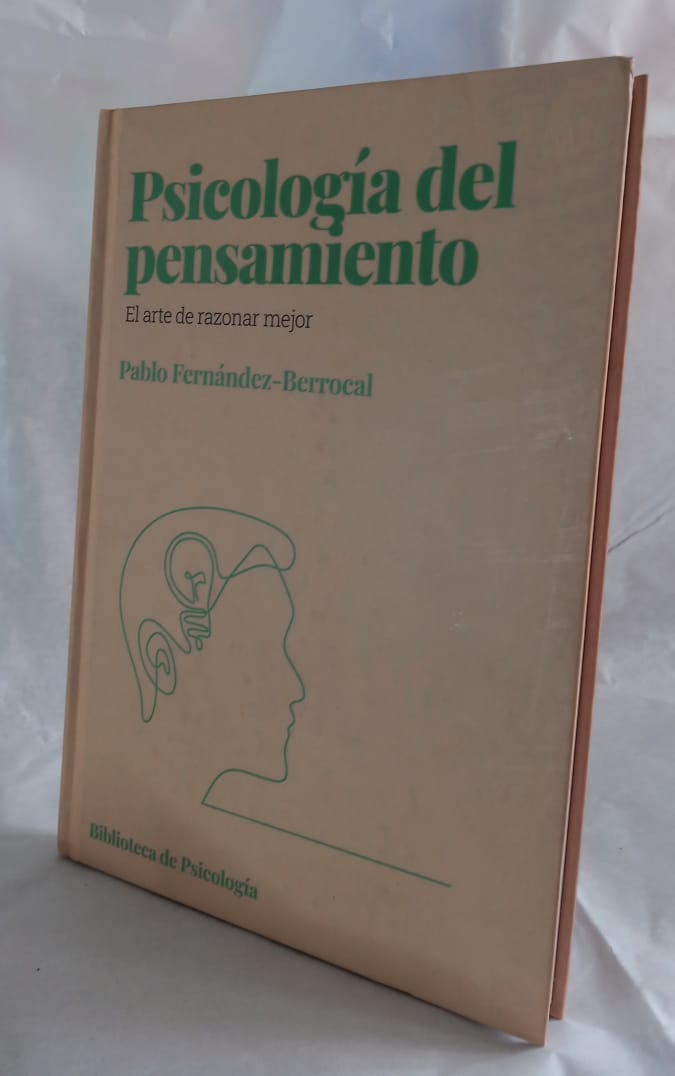 Psicología del
pensamiento
El arte de razonar mejor
Pablo Fernández-Berrocal
Biblioteca de Psicología